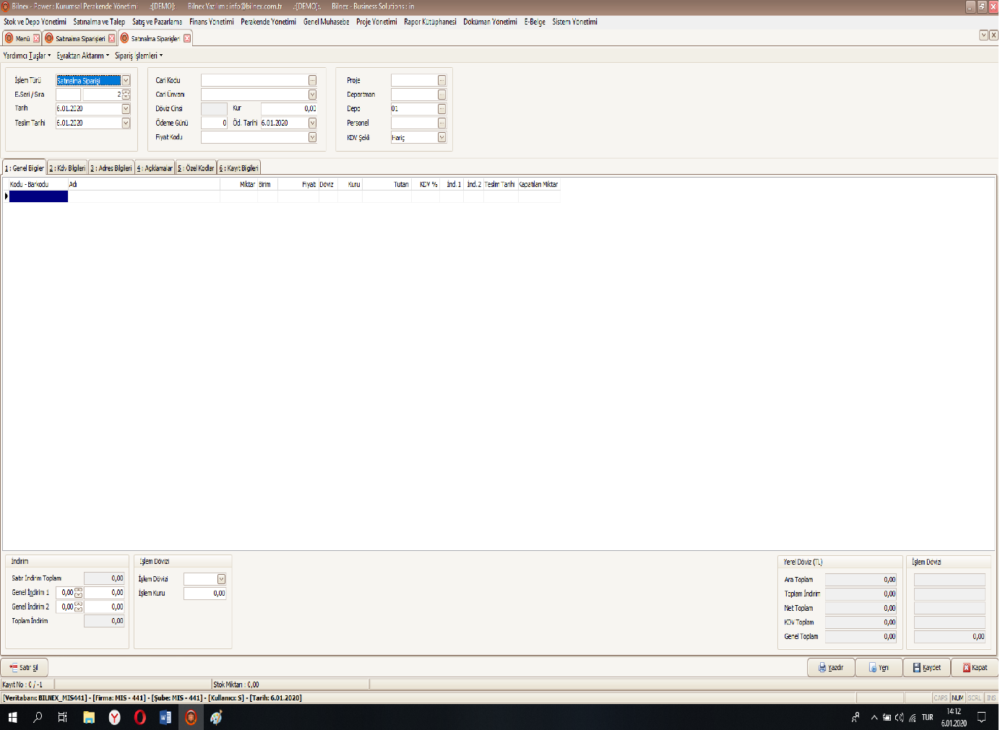 Bilnex - Power : Kurumsal Perakende Yönetimi .:[DEMO]:. Bilnex Yazılım : info@bilnex.com.tr .:[DEMO]:. Bilnex - Business Solutions : in
Stok ve Depo Yönetimi Satınalma ve Talep Satış ve Pazarlama Finans Yönetimi Perakende Yönetimi Genel Muhasebe Proje Yönetimi Rapor Kütüphanesi Doküman Yönetimi E-Belge Sistem Yönetimi
Menü Satınalma Siparişleri Satınalma Siparişleri
Yardımcı Tuşlar Evraktan Aktarım Sipariş İşlemleri
İşlem Türü Satınalma Siparişi Cari Kodu Proje
E.Seri / Sıra 2 Cari Ünvanı Departman
Tarih 6.01.2020 Döviz Cinsi Kur 0,00 Depo 01
Teslim Tarihi 6.01.2020 Ödeme Günü 0 Öd. Tarihi 6.01.2020 Personel
Fiyat Kodu KDV Şekli Hariç
1 : Genel Bilgiler 2 : Kdv Bilgileri 3 : Adres Bilgileri 4 : Açıklamalar 5 : Özel Kodlar 6 : Kayıt Bilgileri
Kodu - Barkodu Adı Miktar Birim Fiyatı Döviz Kuru Tutarı KDV % İnd.1 İnd.2 Teslim Tarihi Kapatılan Miktar
İndirim İşlem Dövizi Yerel Döviz (TL) İşlem Dövizi
Satır İndirim Toplamı 0,00 İşlem Dövizi Ara Toplam 0,00
Genel İndirim 1 0,00 0,00 İşlem Kuru 0,00 Toplam İndirim 0,00
Genel İndirim 2 0,00 0,00 Net Toplam 0,00
Toplam İndirim 0,00 KDV Toplam 0,00
Genel Toplam 0,00 0,00
Satır Sil Yazdır Yeni Kaydet Kapat
Kayıt No : 0 / -1 Stok Miktarı : 0,00
[Veritabanı: BILNEX_MIS441] - [Firma: MIS - 441] - [Şube: MIS - 441] - [Kullanıcı: S] - [Tarih: 6.01.2020] CAPS NUM SCRL INS
TUR 14:12
6.01.2020